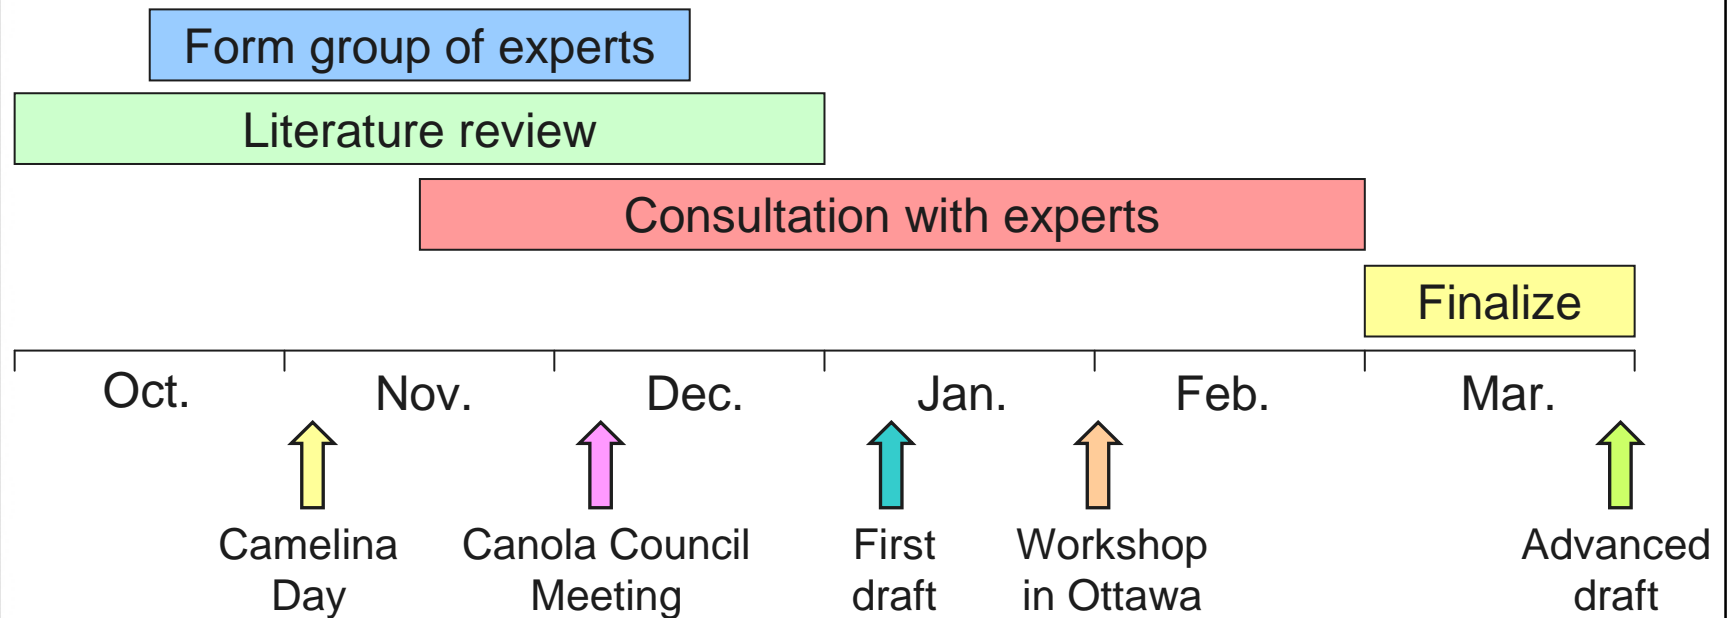 Form group of experts
Literature review
Consultation with experts
Finalize
Oct. Nov. Dec. Jan. Feb. Mar.
Camelina
Day
Canola Council
Meeting
First
draft
Workshop
in Ottawa
Advanced
draft